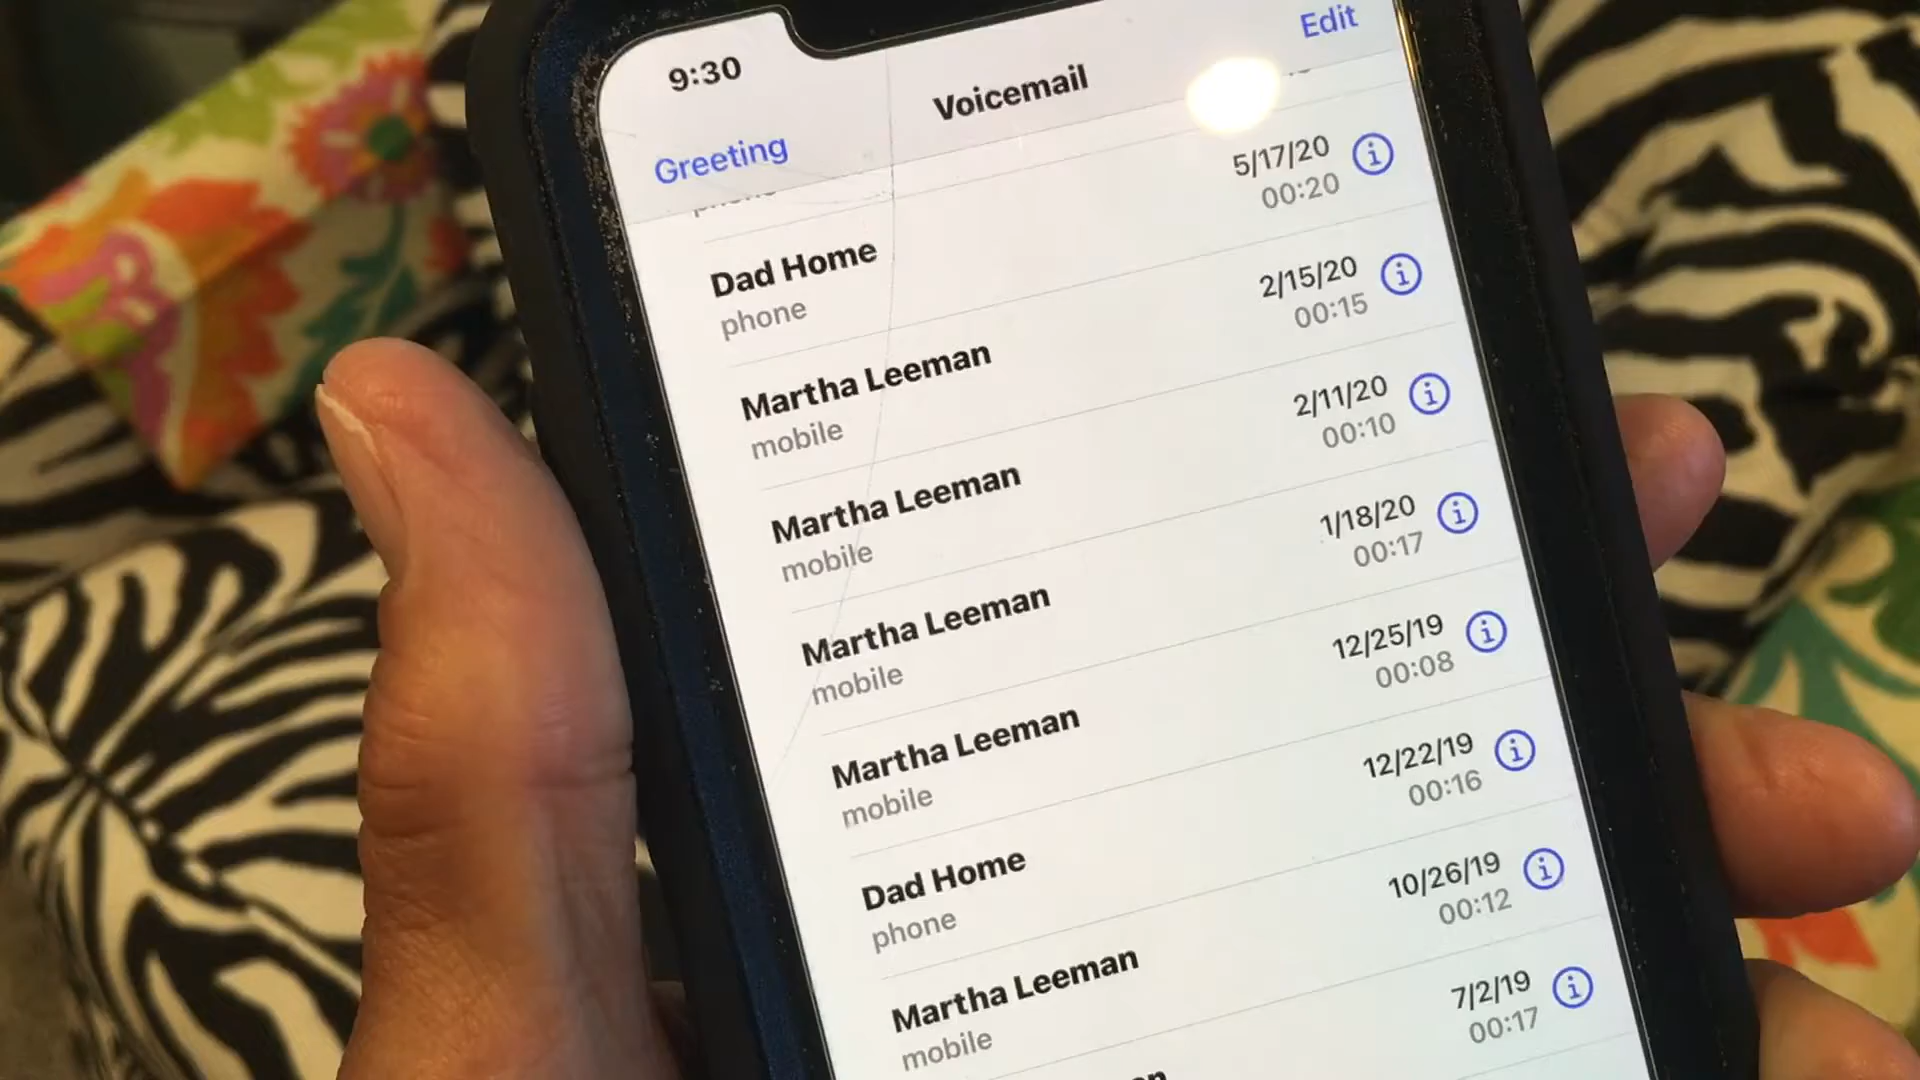 9:30
Edit
Voicemail
Greeting
Dad Home 5/17/20
phone 00:20
Martha Leeman 2/15/20
mobile 00:15
Martha Leeman 2/11/20
mobile 00:10
Martha Leeman 1/18/20
mobile 00:17
Martha Leeman 12/25/19
mobile 00:08
Dad Home 12/22/19
phone 00:16
Martha Leeman 10/26/19
mobile 00:12
7/2/19
00:17